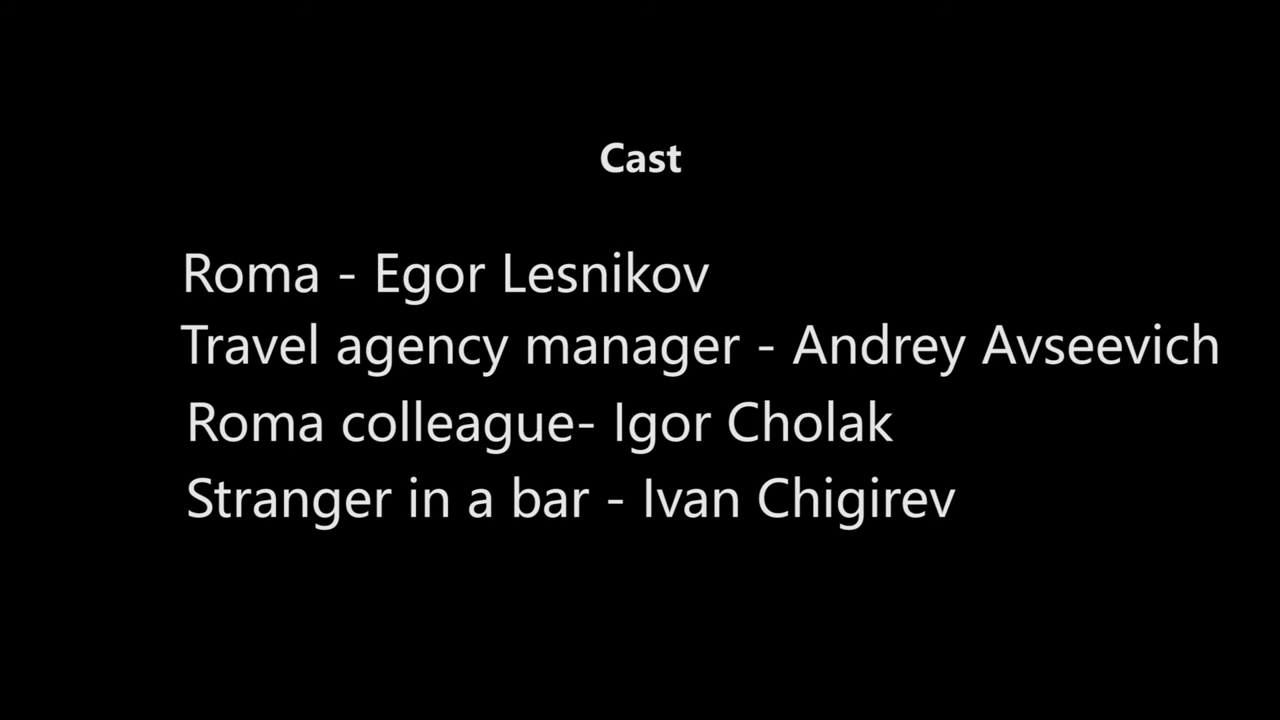 Cast
Roma - Egor Lesnikov
Travel agency manager - Andrey Avseevich
Roma colleague- Igor Cholak
Stranger in a bar - Ivan Chigirev